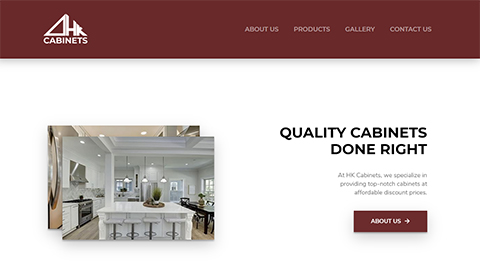 HK
CABINETS
ABOUT US
PRODUCTS
GALLERY
CONTACT US
QUALITY CABINETS
DONE RIGHT
At HK Cabinets, we specialize in
providing top-notch cabinets at
affordable discount prices.
ABOUT US →